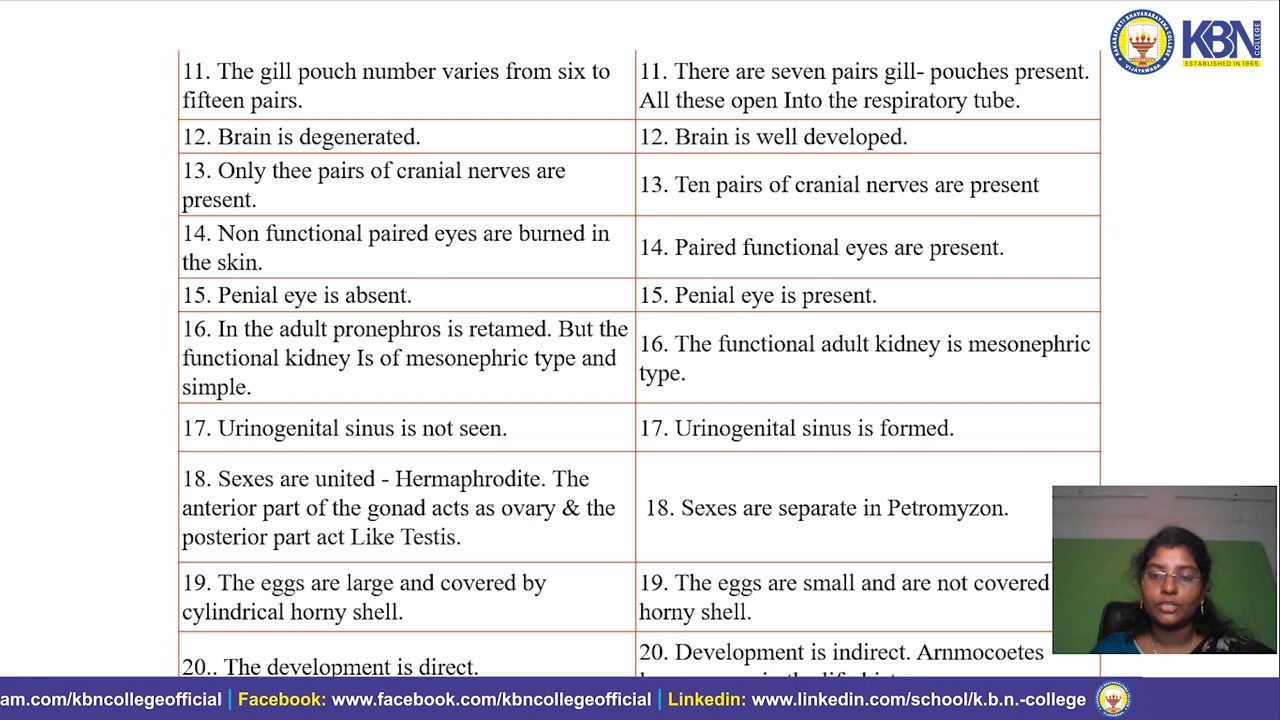 KBN
COLLEGE
ESTABLISHED IN 1965
11. The gill pouch number varies from six to
fifteen pairs.
11. There are seven pairs gill- pouches present.
All these open Into the respiratory tube.
12. Brain is degenerated.
12. Brain is well developed.
13. Only thee pairs of cranial nerves are
present.
13. Ten pairs of cranial nerves are present
14. Non functional paired eyes are burned in
the skin.
14. Paired functional eyes are present.
15. Penial eye is absent.
15. Penial eye is present.
16. In the adult pronephros is retamed. But the
functional kidney Is of mesonephric type and
simple.
16. The functional adult kidney is mesonephric
type.
17. Urinogenital sinus is not seen.
17. Urinogenital sinus is formed.
18. Sexes are united - Hermaphrodite. The
anterior part of the gonad acts as ovary & the
posterior part act Like Testis.
18. Sexes are separate in Petromyzon.
19. The eggs are large and covered by
cylindrical horny shell.
19. The eggs are small and are not covered
horny shell.
20.. The development is direct.
20. Development is indirect. Arnmocoetes
am.com/kbncollegeofficial | Facebook: www.facebook.com/kbncollegeofficial | Linkedin: www.linkedin.com/school/k.b.n.-college